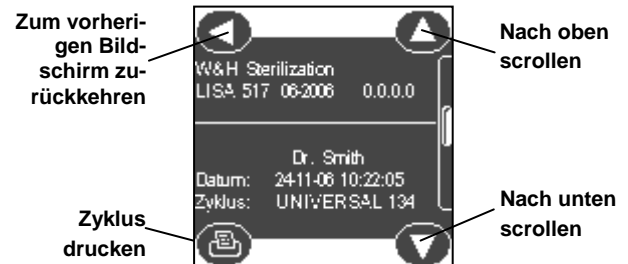 Zum vorheri-
gen Bild-
schirm zu-
rückkehren
Nach oben
scrollen
W&H Sterilization
LISA 517 06-2006 0.0.0.0
Dr. Smith
Datum: 24-11-06 10:22:05
Zyklus: UNIVERSAL 134
Zyklus
drucken
Nach unten
scrollen